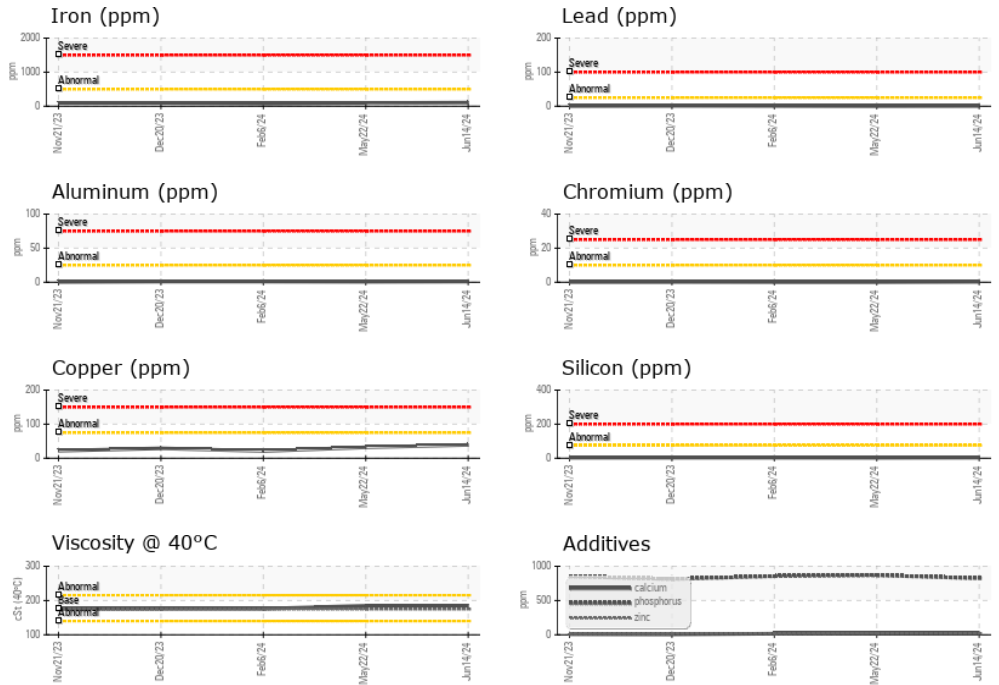 Iron (ppm)
2000
1000
0
ppm
Severe
Abnormal
Nov21/23
Dec20/23
Feb6/24
May22/24
Jun14/24
Lead (ppm)
200
100
0
ppm
Severe
Abnormal
Nov21/23
Dec20/23
Feb6/24
May22/24
Jun14/24
Aluminum (ppm)
100
50
0
ppm
Severe
Abnormal
Nov21/23
Dec20/23
Feb6/24
May22/24
Jun14/24
Chromium (ppm)
40
20
0
ppm
Severe
Abnormal
Nov21/23
Dec20/23
Feb6/24
May22/24
Jun14/24
Copper (ppm)
200
100
0
ppm
Severe
Abnormal
Nov21/23
Dec20/23
Feb6/24
May22/24
Jun14/24
Silicon (ppm)
400
200
0
ppm
Severe
Abnormal
Nov21/23
Dec20/23
Feb6/24
May22/24
Jun14/24
Viscosity @ 40°C
300
200
100
cSt (40°C)
Abnormal
Base
Abnormal
Nov21/23
Dec20/23
Feb6/24
May22/24
Jun14/24
Additives
1000
500
0
ppm
calcium
phosphorus
zinc
Nov21/23
Dec20/23
Feb6/24
May22/24
Jun14/24